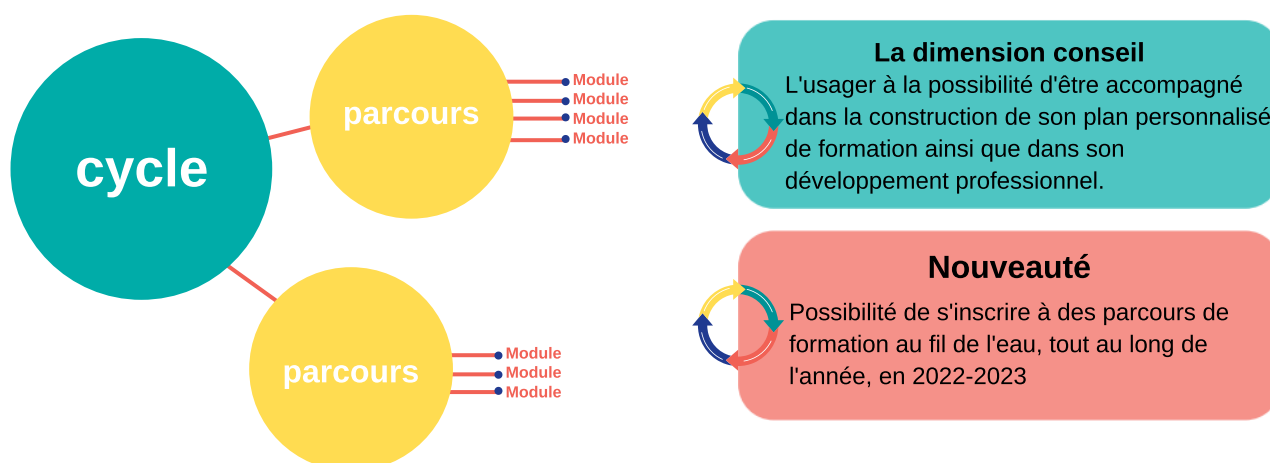 cycle
parcours
Module
Module
Module
Module
parcours
Module
Module
Module
La dimension conseil
L'usager à la possibilité d'être accompagné
dans la construction de son plan personnalisé
de formation ainsi que dans son
développement professionnel.
Nouveauté
Possibilité de s'inscrire à des parcours de
formation au fil de l'eau, tout au long de
l'année, en 2022-2023